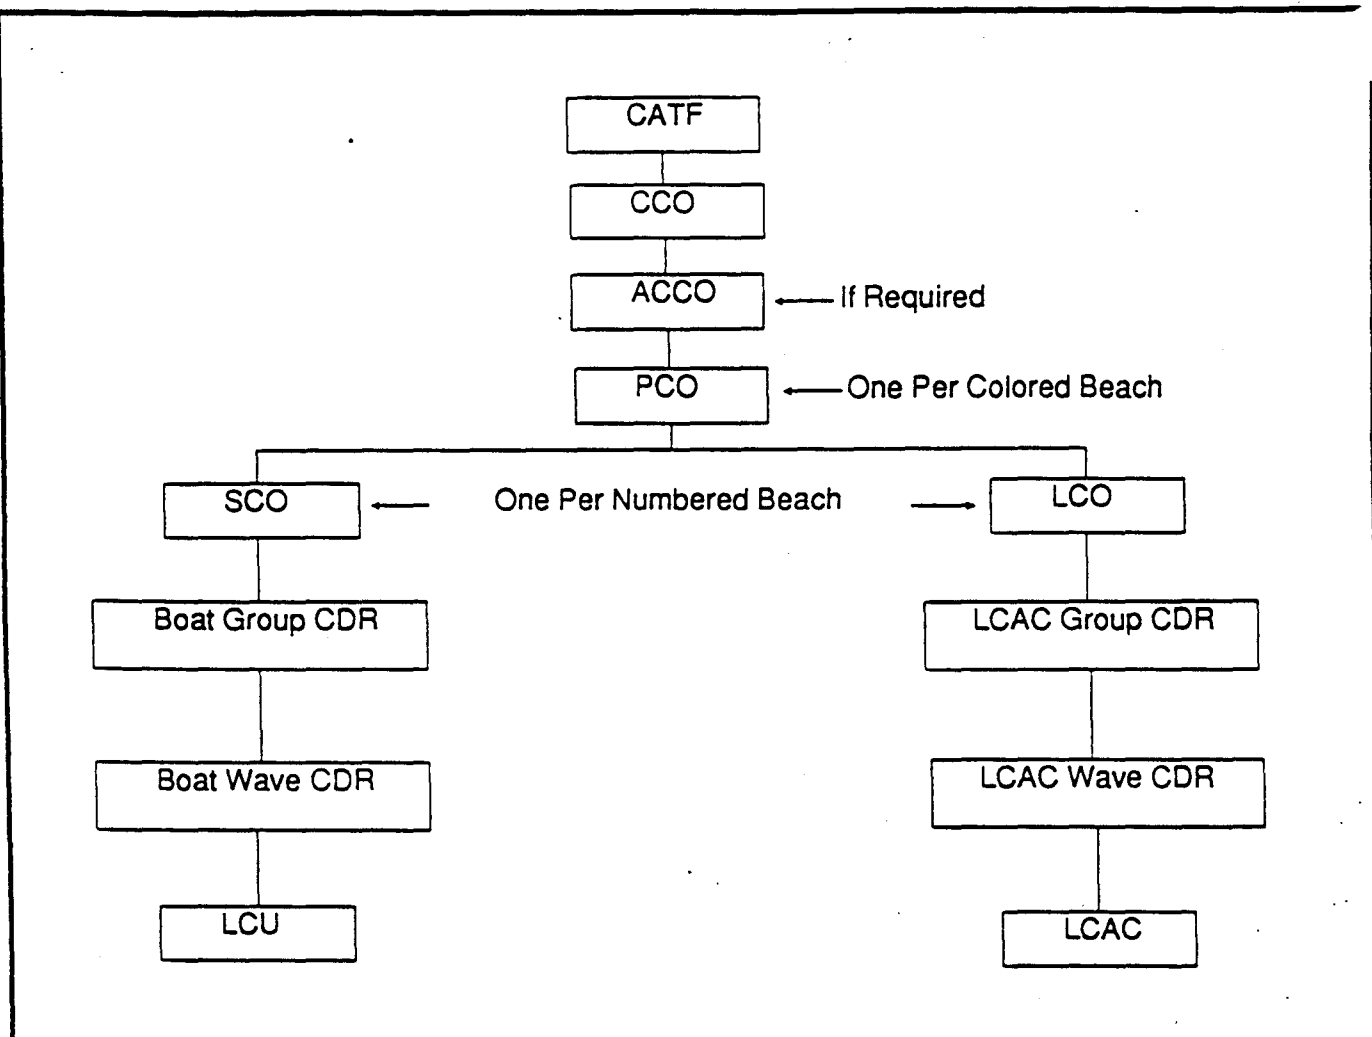 CATF
CCO
ACCO
If Required
PCO
One Per Colored Beach
SCO
One Per Numbered Beach
LCO
Boat Group CDR
LCAC Group CDR
Boat Wave CDR
LCAC Wave CDR
LCU
LCAC